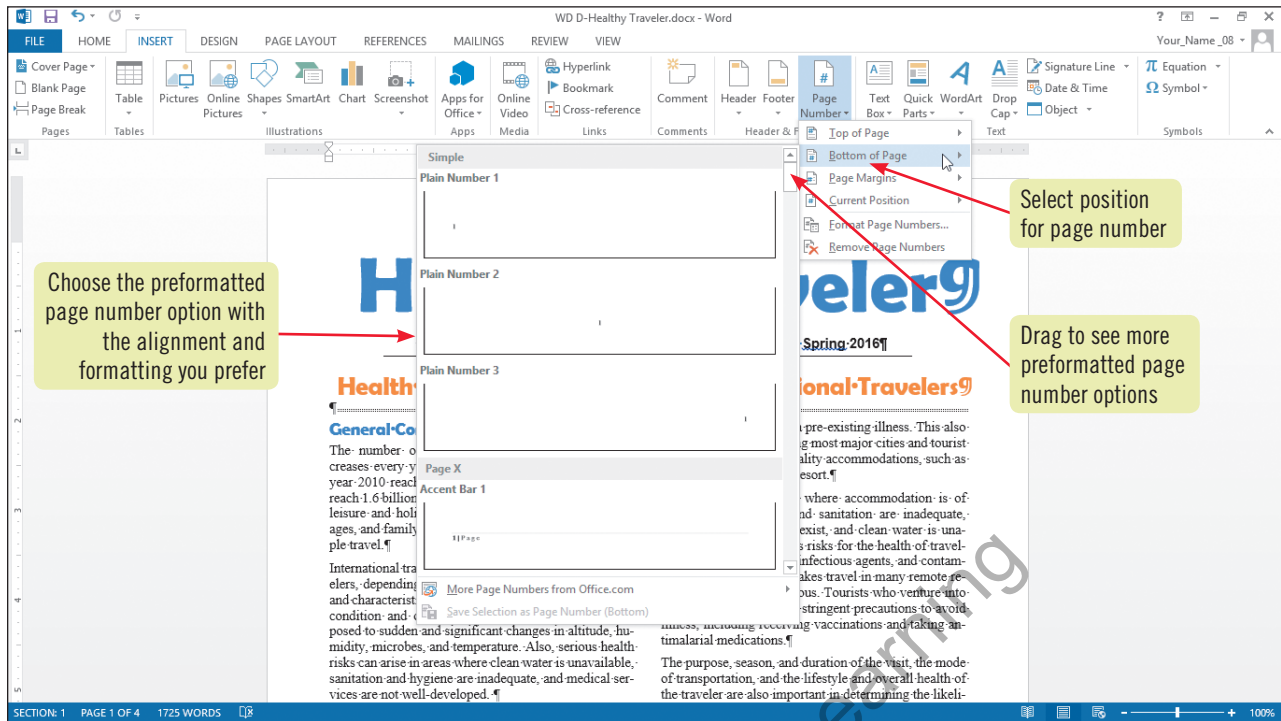 WD D-Healthy Traveler.docx - Word
FILE HOME INSERT DESIGN PAGE LAYOUT REFERENCES MAILINGS REVIEW VIEW Your_Name_08
Cover Page
Blank Page
Page Break
Pages
Table
Tables
Pictures Online Pictures Shapes SmartArt Chart Screenshot
Illustrations
Apps for Office
Apps
Online Video
Media
Hyperlink
Bookmark
Cross-reference
Links
Comment
Comments
Header Footer Page Number
Header & F
Text Box Quick Parts WordArt Drop Cap
Signature Line
Date & Time
Object
Text
Equation
Symbol
Symbols
Top of Page
Bottom of Page
Page Margins
Current Position
Format Page Numbers...
Remove Page Numbers
Simple
Plain Number 1
1
Plain Number 2
1
Plain Number 3
1
Page X
Accent Bar 1
1|Page
More Page Numbers from Office.com
Save Selection as Page Number (Bottom)
Select position
for page number
Choose the preformatted
page number option with
the alignment and
formatting you prefer
Drag to see more
preformatted page
number options
H
veler¶
Spring·2016¶
Health
ional·Travelers¶
¶
General·Co
The· number· o
creases·every·y
year·2010·reach
reach·1.6·billion
leisure·and·holi
ages,·and·family
ple·travel.¶
International·tra
elers,·depending
and·characterist
condition· and·
posed·to·sudden·and·significant·changes·in·altitude,·hu-
midity,·microbes,·and·temperature.·Also,·serious·health·
risks·can·arise·in·areas·where·clean·water·is·unavailable,·
sanitation·and·hygiene·are·inadequate,·and·medical·ser-
vices·are·not·well-developed.·¶
pre-existing·illness.·This·also·
g·most·major·cities·and·tourist·
ality·accommodations,·such·as·
esort.¶
where· accommodation· is· of-
nd· sanitation· are· inadequate,·
exist,·and·clean·water·is·una-
s·risks·for·the·health·of·travel-
infectious·agents,·and·contam-
akes·travel·in·many·remote·re-
ous.·Tourists·who·venture·into·
stringent·precautions·to·avoid·
illness,·including·receiving·vaccinations·and·taking·an-
timalarial·medications.¶
The·purpose,·season,·and·duration·of·the·visit,·the·mode·
of·transportation,·and·the·lifestyle·and·overall·health·of·
the·traveler·are·also·important·in·determining·the·likeli-
earning
SECTION: 1 PAGE 1 OF 4 1725 WORDS 100%